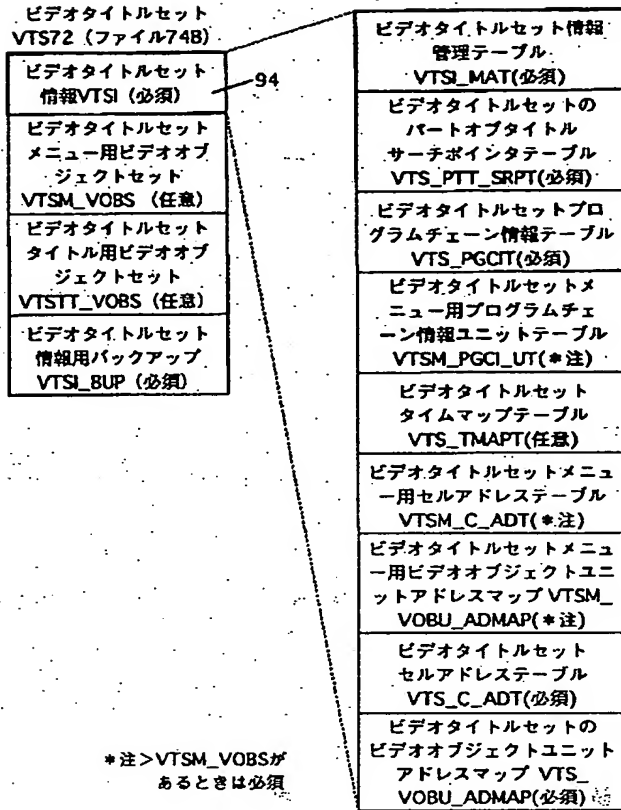 ビデオタイトルセット
VTS72（ファイル74B）
ビデオタイトルセット
情報VTSI（必須）
94
ビデオタイトルセット
メニュー用ビデオオブ
ジェクトセット
VTSM_VOBS（任意）
ビデオタイトルセット
タイトル用ビデオオブ
ジェクトセット
VTSTT_VOBS（任意）
ビデオタイトルセット
情報用バックアップ
VTSI_BUP（必須）
ビデオタイトルセット情報
管理テーブル
VTSI_MAT(必須)
ビデオタイトルセットの
パートオブタイトル
サーチポインタテーブル
VTS_PTT_SRPT(必須)
ビデオタイトルセットプロ
グラムチェーン情報テーブル
VTS_PGCIT(必須)
ビデオタイトルセットメ
ニュー用プログラムチェ
ーン情報ユニットテーブル
VTSM_PGCI_UT(*注)
ビデオタイトルセット
タイムマップテーブル
VTS_TMAPT(任意)
ビデオタイトルセットメニュ
ー用セルアドレステーブル
VTSM_C_ADT(*注)
ビデオタイトルセットメニュ
ー用ビデオオブジェクトユニ
ットアドレスマップ VTSM_
VOBU_ADMAP(*注)
ビデオタイトルセット
セルアドレステーブル
VTS_C_ADT(必須)
ビデオタイトルセットの
ビデオオブジェクトユニット
アドレスマップ VTS_
VOBU_ADMAP(必須)
*注>VTSM_VOBSが
あるときは必須